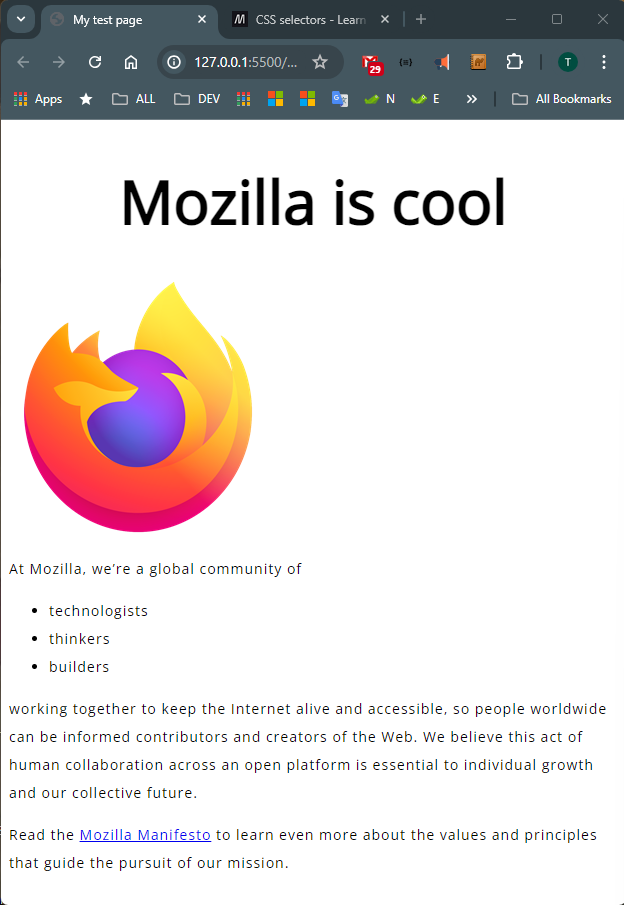 My test page
CSS selectors - Learn
127.0.0.1:5500/...
29
T
Apps
ALL
DEV
N
E
All Bookmarks
Mozilla is cool
At Mozilla, we’re a global community of
technologists
thinkers
builders
working together to keep the Internet alive and accessible, so people worldwide
can be informed contributors and creators of the Web. We believe this act of
human collaboration across an open platform is essential to individual growth
and our collective future.
Read the Mozilla Manifesto to learn even more about the values and principles
that guide the pursuit of our mission.